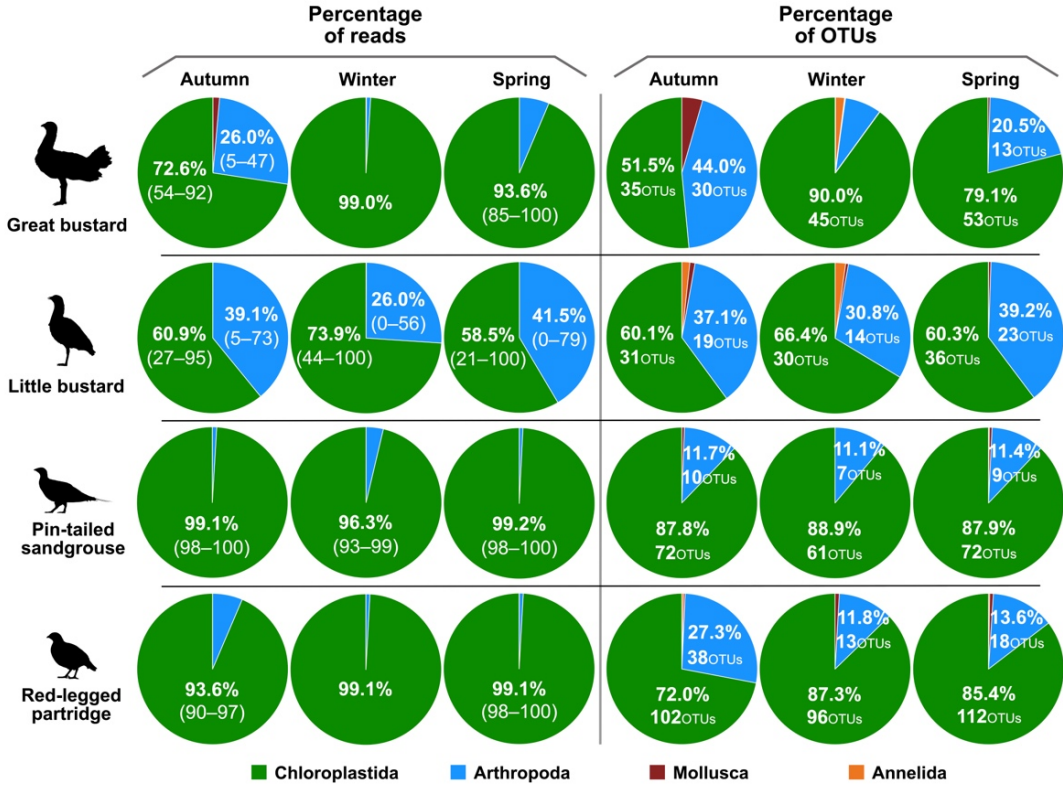 Percentage
of reads
Percentage
of OTUs
Autumn
Winter
Spring
Autumn
Winter
Spring
Great bustard
72.6%
(54–92)
26.0%
(5–47)
99.0%
93.6%
(85–100)
51.5%
35OTUs
44.0%
30OTUs
90.0%
45OTUs
20.5%
13OTUs
79.1%
53OTUs
Little bustard
60.9%
(27–95)
39.1%
(5–73)
26.0%
(0–56)
73.9%
(44–100)
58.5%
(21–100)
41.5%
(0–79)
60.1%
31OTUs
37.1%
19OTUs
66.4%
30OTUs
30.8%
14OTUs
60.3%
36OTUs
39.2%
23OTUs
Pin-tailed
sandgrouse
99.1%
(98–100)
96.3%
(93–99)
99.2%
(98–100)
11.7%
10OTUs
87.8%
72OTUs
11.1%
7OTUs
88.9%
61OTUs
11.4%
9OTUs
87.9%
72OTUs
Red-legged
partridge
93.6%
(90–97)
99.1%
99.1%
(98–100)
27.3%
38OTUs
72.0%
102OTUs
11.8%
13OTUs
87.3%
96OTUs
13.6%
18OTUs
85.4%
112OTUs
Chloroplastida
Arthropoda
Mollusca
Annelida